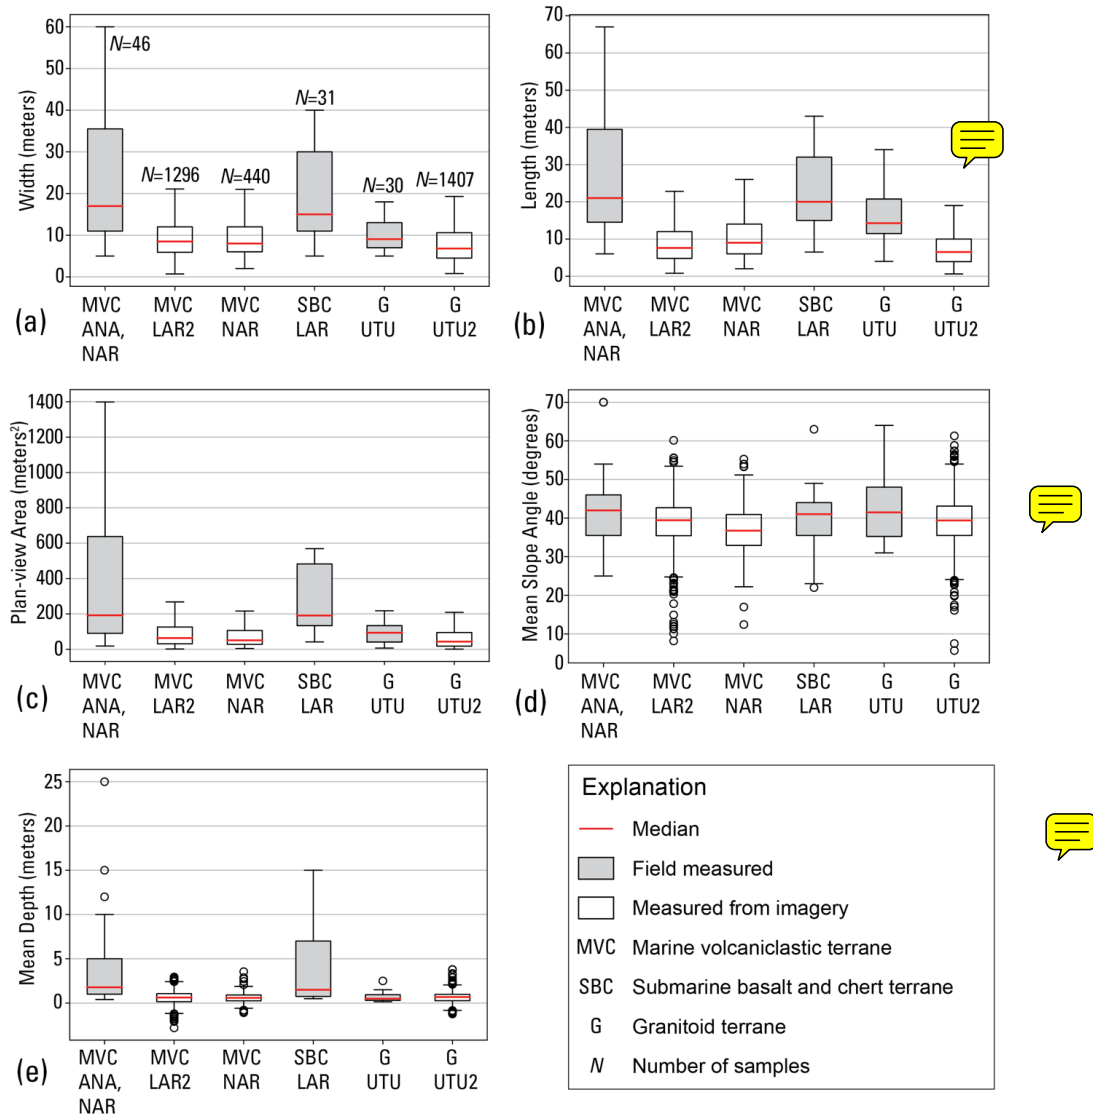 60
50
40
30
20
10
0
Width (meters)
N=46
N=1296
N=440
N=31
N=30
N=1407
MVC ANA, NAR
MVC LAR2
MVC NAR
SBC LAR
G UTU
G UTU2
(a)
70
60
50
40
30
20
10
0
Length (meters)
MVC ANA, NAR
MVC LAR2
MVC NAR
SBC LAR
G UTU
G UTU2
(b)
1400
1200
1000
800
600
400
200
0
Plan-view Area (meters²)
MVC ANA, NAR
MVC LAR2
MVC NAR
SBC LAR
G UTU
G UTU2
(c)
70
60
50
40
30
20
10
0
Mean Slope Angle (degrees)
MVC ANA, NAR
MVC LAR2
MVC NAR
SBC LAR
G UTU
G UTU2
(d)
25
20
15
10
5
0
Mean Depth (meters)
MVC ANA, NAR
MVC LAR2
MVC NAR
SBC LAR
G UTU
G UTU2
(e)
Explanation
Median
Field measured
Measured from imagery
MVC Marine volcaniclastic terrane
SBC Submarine basalt and chert terrane
G Granitoid terrane
N Number of samples